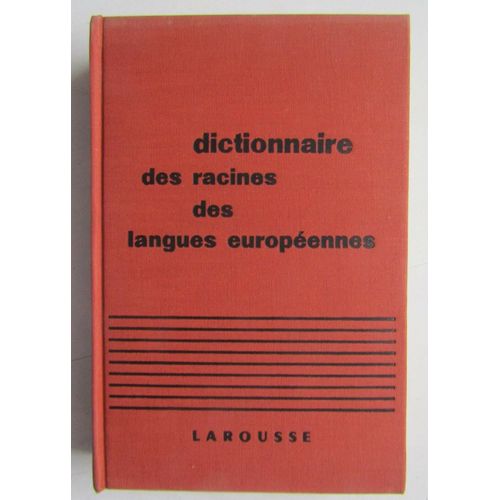 dictionnaire
des racines
des
langues européennes
LAROUSSE